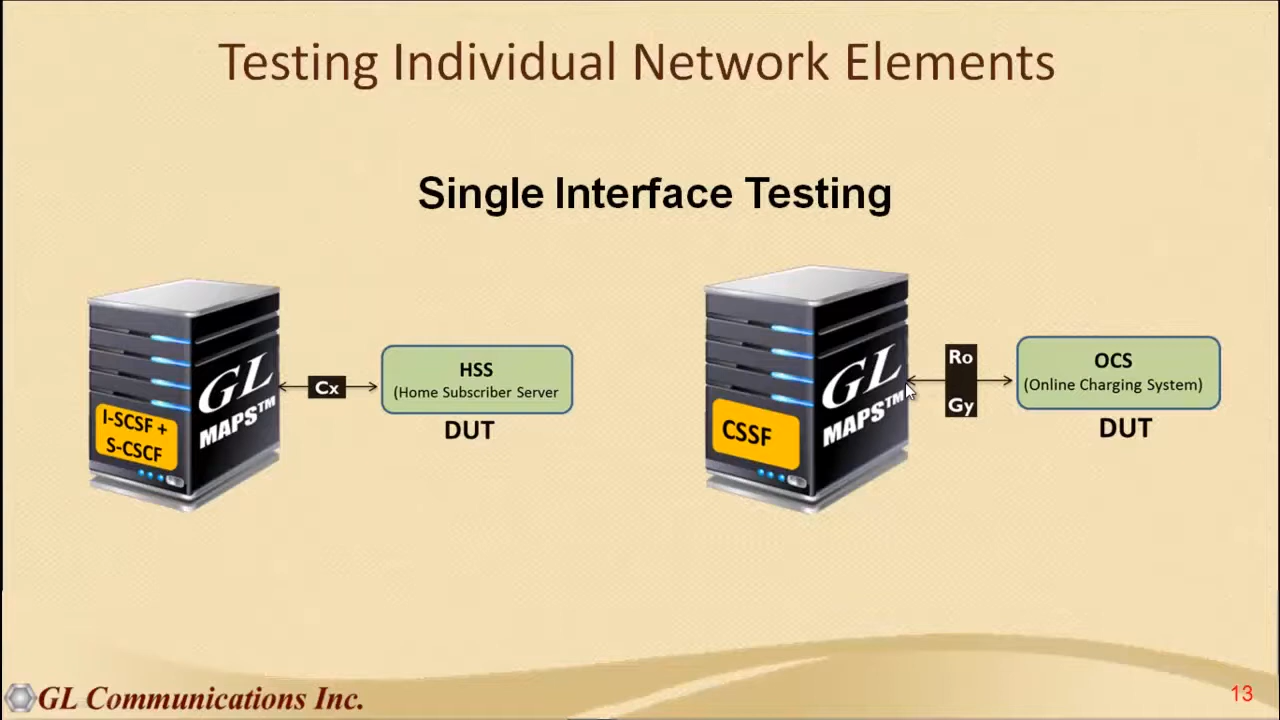 Testing Individual Network Elements
Single Interface Testing
GL
MAPS™
I-SCSF +
S-CSCF
Cx
HSS
(Home Subscriber Server
DUT
GL
MAPS™
CSSF
Ro
Gy
OCS
(Online Charging System)
DUT
GL Communications Inc.
13